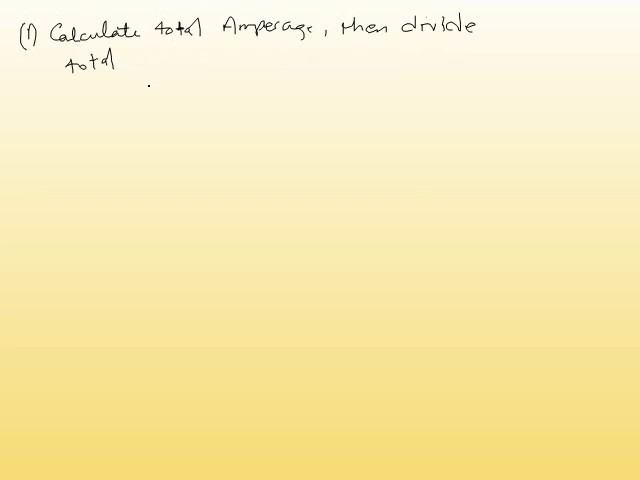 (1) Calculate total Amperage, then divide
total